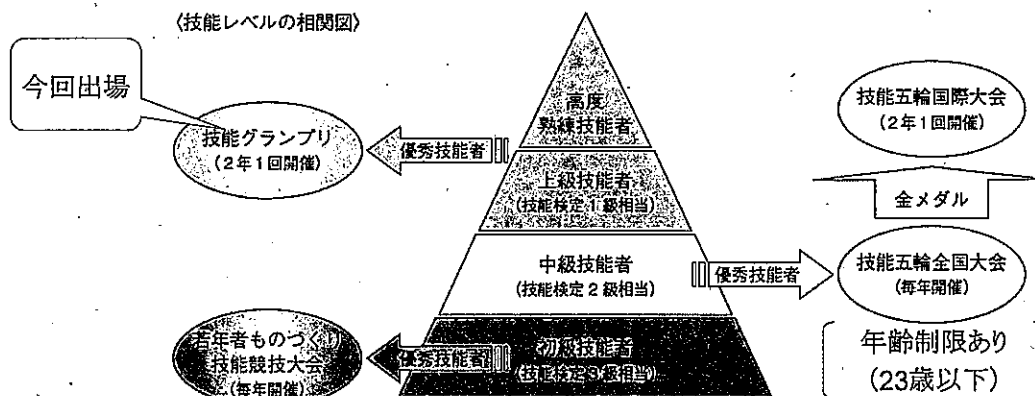 〈技能レベルの相関図〉
今回出場
技能グランプリ
(2年1回開催)
優秀技能者
高度
熟練技能者
上級技能者
(技能検定1級相当)
中級技能者
(技能検定2級相当)
初級技能者
(技能検定3級相当)
優秀技能者
若年者ものづくり
技能競技大会
(毎年開催)
優秀技能者
技能五輪国際大会
(2年1回開催)
金メダル
技能五輪全国大会
(毎年開催)
年齢制限あり
(23歳以下)